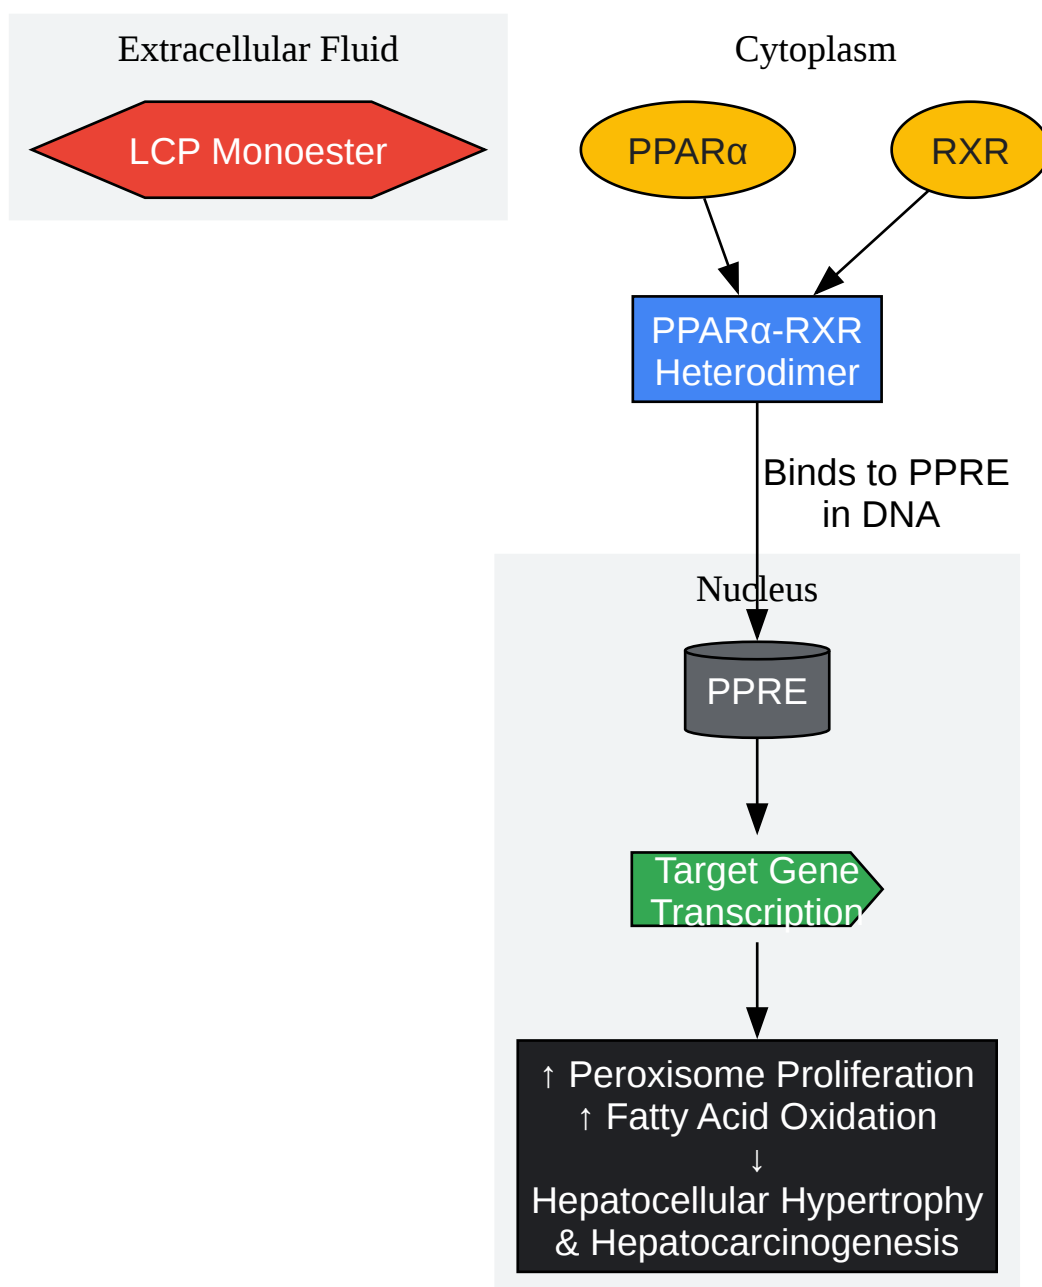 Extracellular Fluid
Cytoplasm
LCP Monoester
PPARα
RXR
PPARα-RXR
Heterodimer
Binds to PPRE
in DNA
Nucleus
PPRE
Target Gene
Transcription
↑ Peroxisome Proliferation
↑ Fatty Acid Oxidation
↓
Hepatocellular Hypertrophy
& Hepatocarcinogenesis